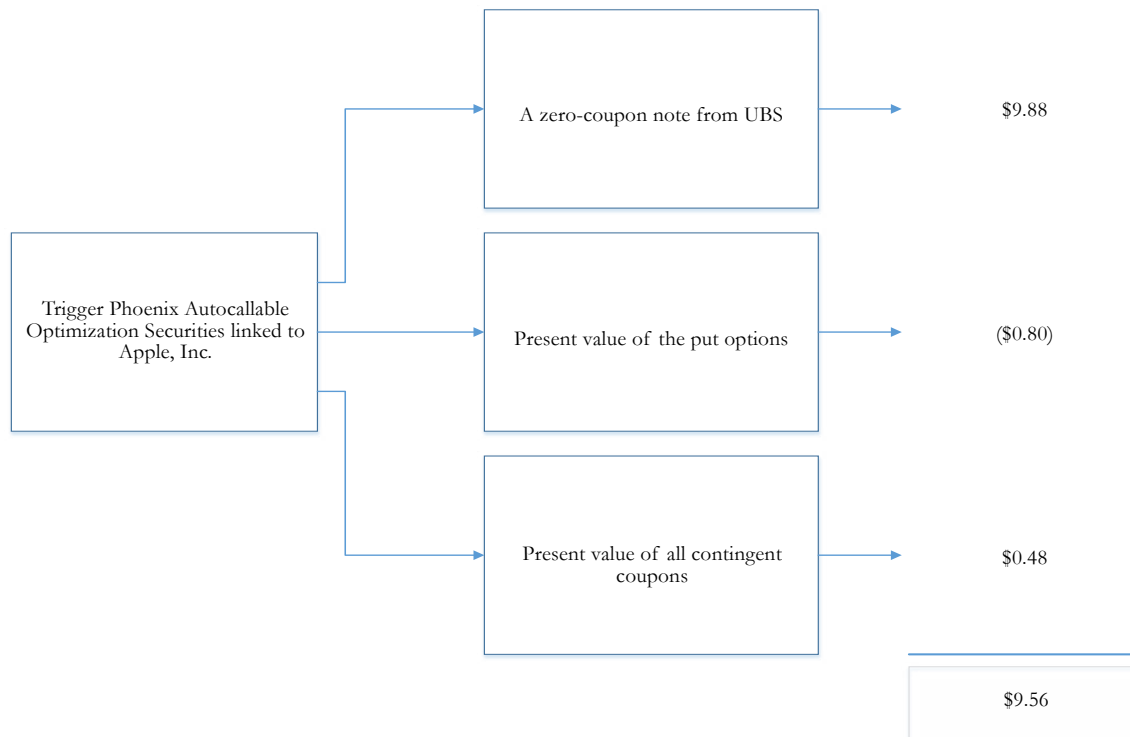 A zero-coupon note from UBS
$9.88
Trigger Phoenix Autocallable
Optimization Securities linked to
Apple, Inc.
Present value of the put options
($0.80)
Present value of all contingent
coupons
$0.48
$9.56